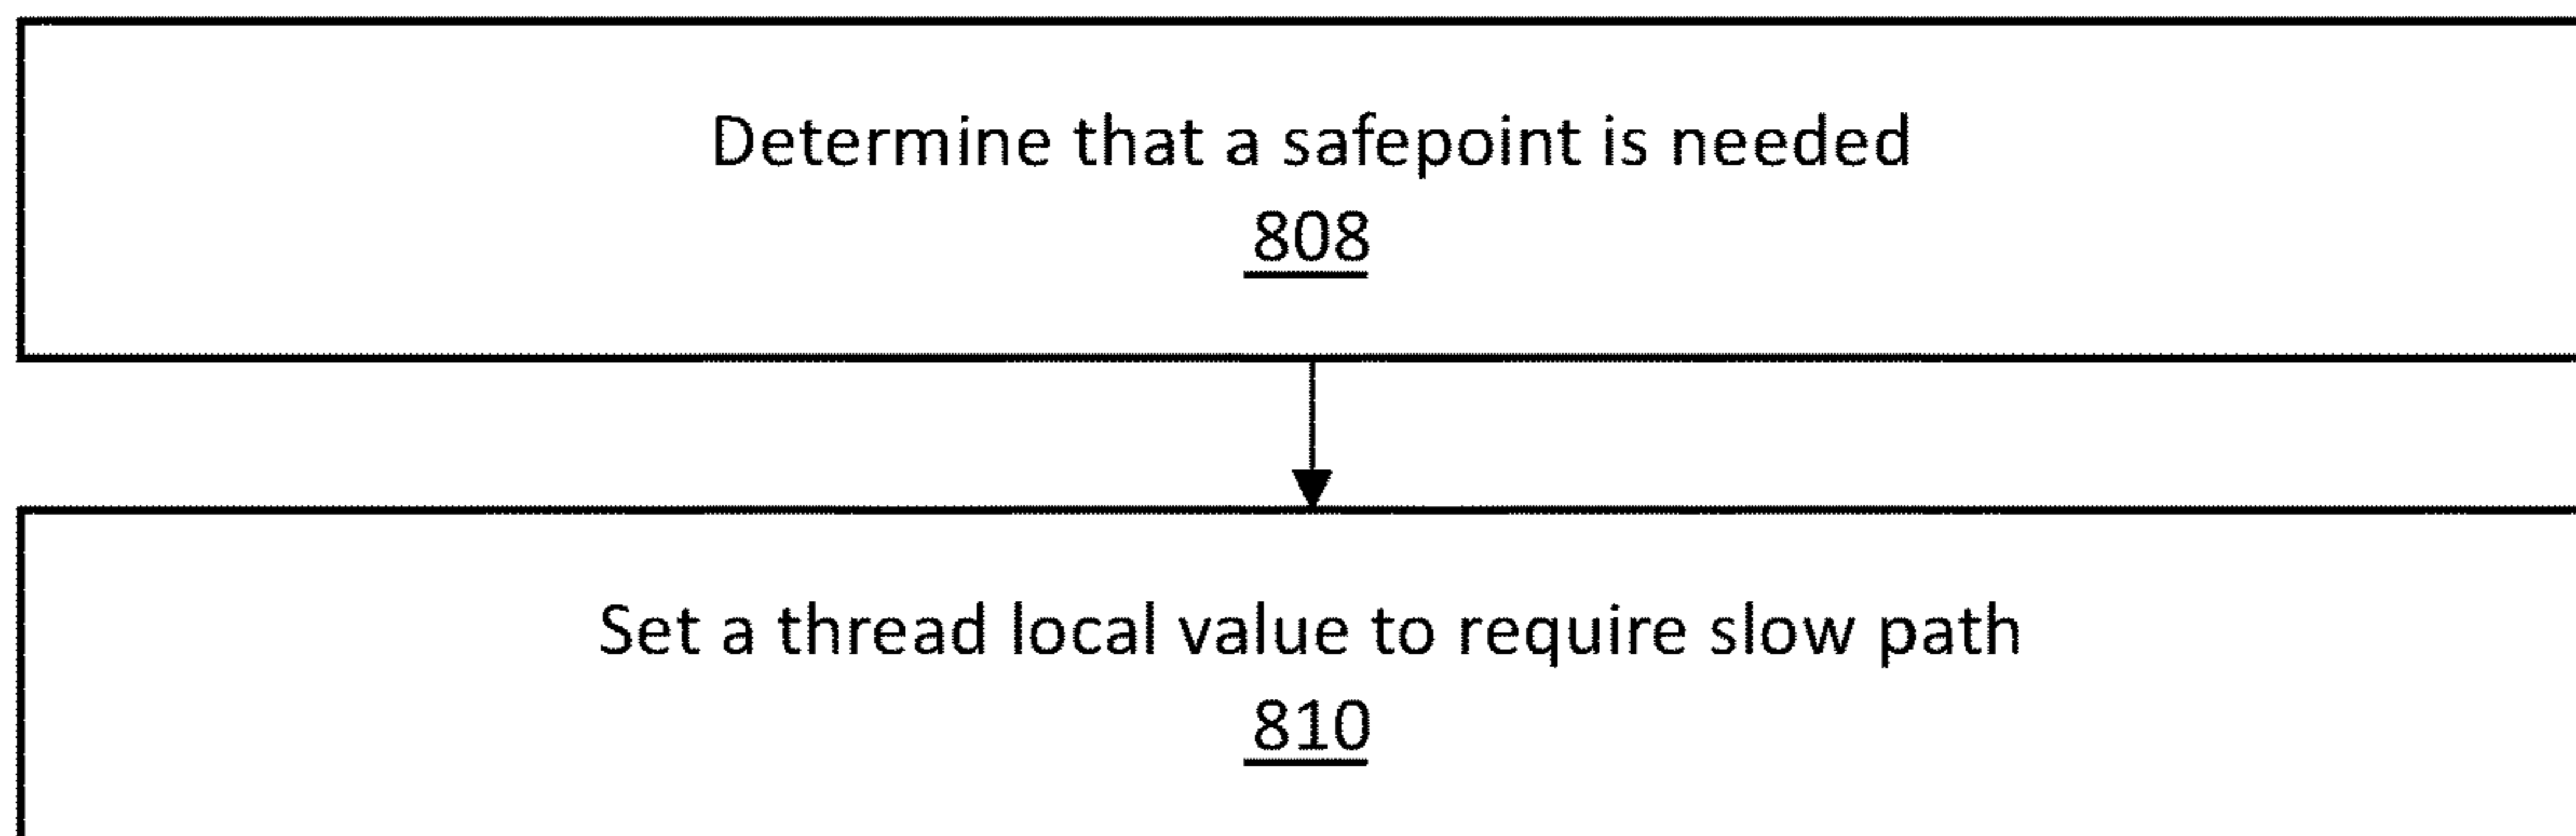 Determine that a safepoint is needed
808
Set a thread local value to require slow path
810